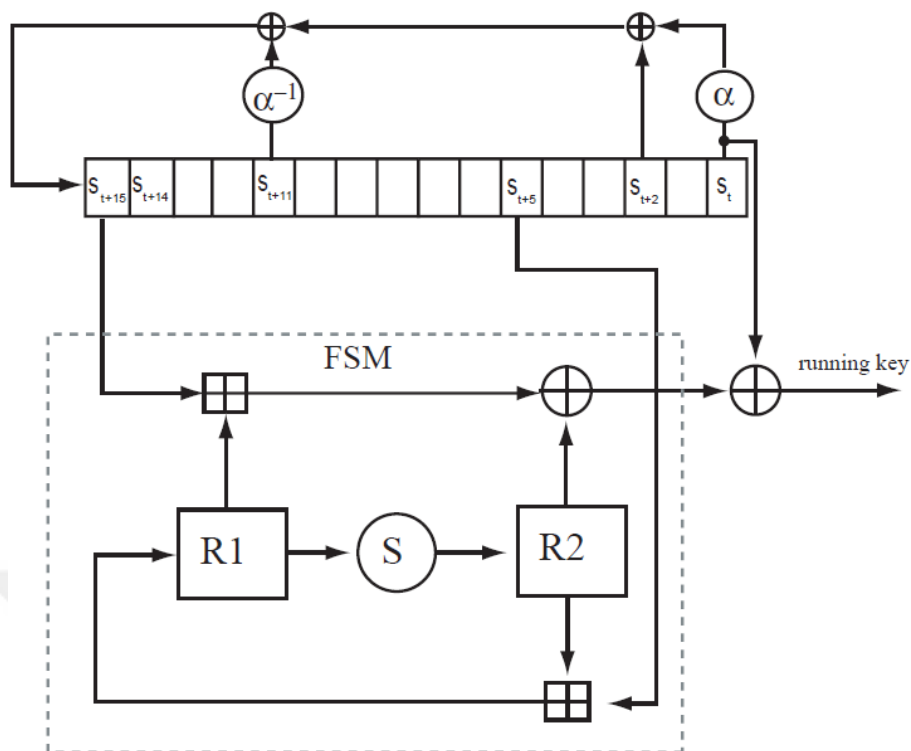 α⁻¹
α
S_{t+15} S_{t+14} S_{t+11} S_{t+5} S_{t+2} S_t
FSM
running key
R1 S R2